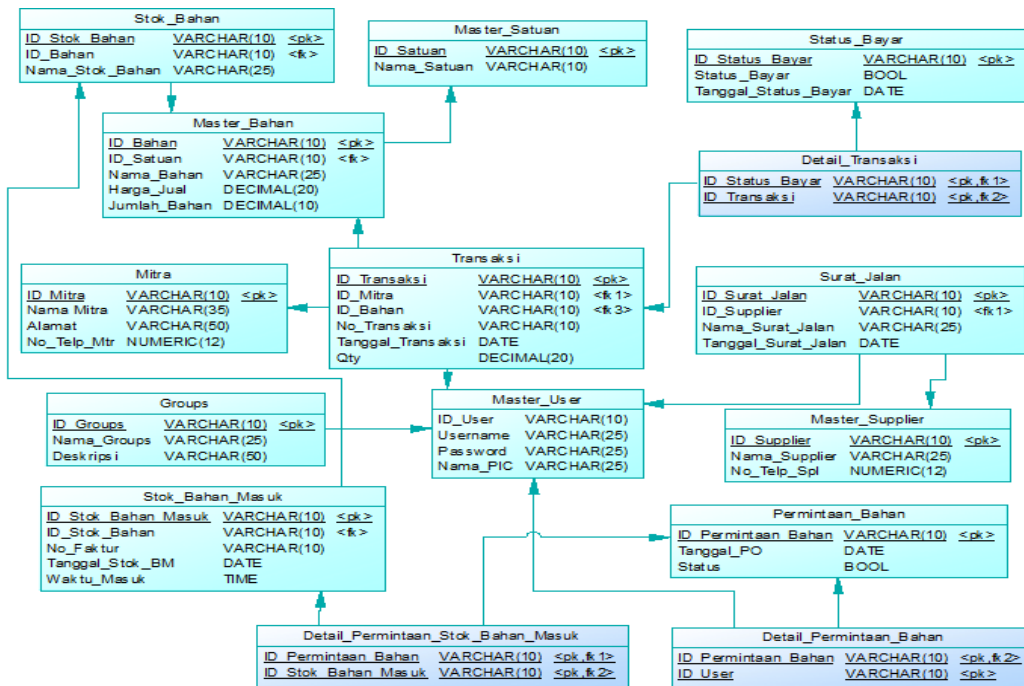 Stok_Bahan
ID_Stok_Bahan VARCHAR(10) <pk>
ID_Bahan VARCHAR(10) <fk>
Nama_Stok_Bahan VARCHAR(25)
Master_Satuan
ID_Satuan VARCHAR(10) <pk>
Nama_Satuan VARCHAR(10)
Status_Bayar
ID_Status_Bayar VARCHAR(10) <pk>
Status_Bayar BOOL
Tanggal_Status_Bayar DATE
Master_Bahan
ID_Bahan VARCHAR(10) <pk>
ID_Satuan VARCHAR(10) <fk>
Nama_Bahan VARCHAR(25)
Harga_Jual DECIMAL(20)
Jumlah_Bahan DECIMAL(10)
Detail_Transaksi
ID_Status_Bayar VARCHAR(10) <pk,fk1>
ID_Transaksi VARCHAR(10) <pk,fk2>
Mitra
ID_Mitra VARCHAR(10) <pk>
Nama Mitra VARCHAR(35)
Alamat VARCHAR(50)
No_Telp_Mtr NUMERIC(12)
Transaksi
ID_Transaksi VARCHAR(10) <pk>
ID_Mitra VARCHAR(10) <fk1>
ID_Bahan VARCHAR(10) <fk3>
No_Transaksi VARCHAR(10)
Tanggal_Transaksi DATE
Qty DECIMAL(20)
Surat_Jalan
ID_Surat_Jalan VARCHAR(10) <pk>
ID_Supplier VARCHAR(10) <fk1>
Nama_Surat_Jalan VARCHAR(25)
Tanggal_Surat_Jalan DATE
Groups
ID_Groups VARCHAR(10) <pk>
Nama_Groups VARCHAR(25)
Deskripsi VARCHAR(50)
Master_User
ID_User VARCHAR(10)
Username VARCHAR(25)
Password VARCHAR(25)
Nama_PIC VARCHAR(25)
Master_Supplier
ID_Supplier VARCHAR(10) <pk>
Nama_Supplier VARCHAR(25)
No_Telp_Spl NUMERIC(12)
Stok_Bahan_Masuk
ID_Stok_Bahan_Masuk VARCHAR(10) <pk>
ID_Stok_Bahan VARCHAR(10) <fk>
No_Faktur VARCHAR(10)
Tanggal_Stok_BM DATE
Waktu_Masuk TIME
Permintaan_Bahan
ID_Permintaan_Bahan VARCHAR(10) <pk>
Tanggal_PO DATE
Status BOOL
Detail_Permintaan_Stok_Bahan_Masuk
ID_Permintaan_Bahan VARCHAR(10) <pk,fk1>
ID_Stok_Bahan_Masuk VARCHAR(10) <pk,fk2>
Detail_Permintaan_Bahan
ID_Permintaan_Bahan VARCHAR(10) <pk,fk2>
ID_User VARCHAR(10) <pk>